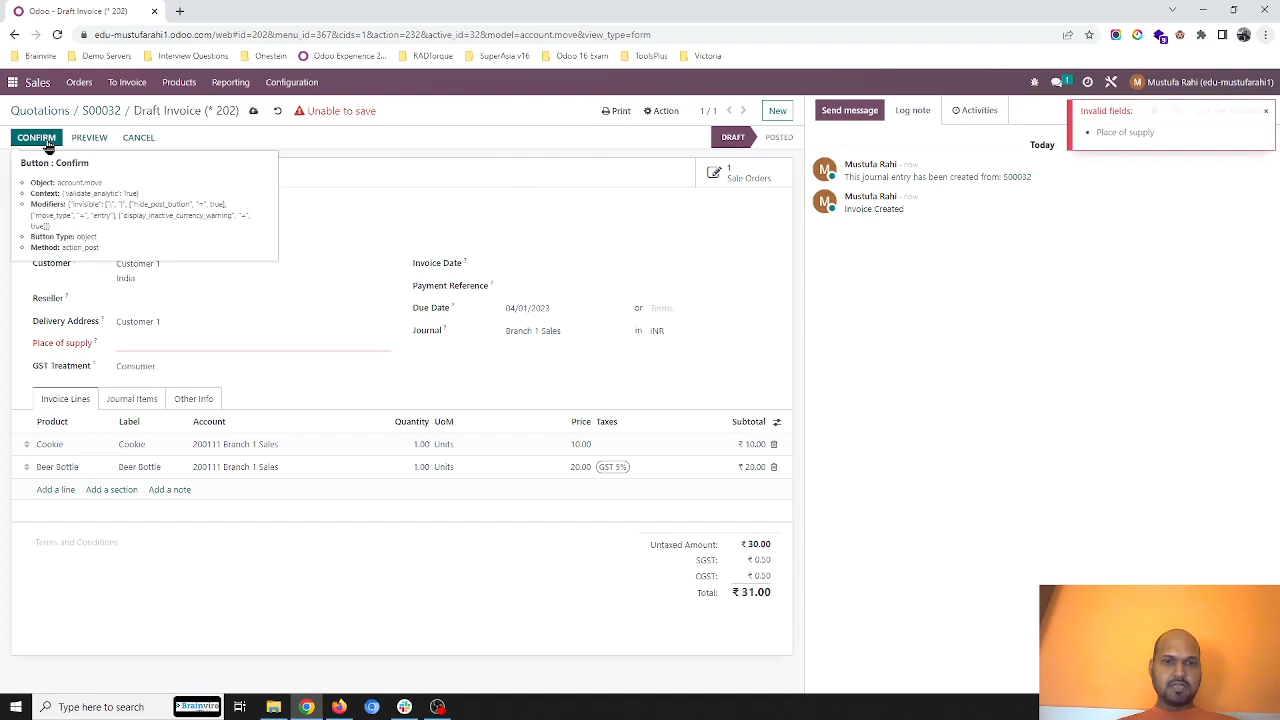 Odoo - Draft Invoice (* 202)
edu-mustufarahi1.odoo.com/web#id=202&menu_id=367&cids=1&action=232&active_id=32&model=account.move&view_type=form
Brainvire Demo Servers Interview Questions Onestein Odoo Experience 2... RADTorque Odoo 16 Exam SuperAsia v16 ToolsPlus Victoria
Sales Orders To Invoice Products Reporting Configuration 1 Mustufa Rahi (edu-mustufarahi1)
Quotations / S00032 / Draft Invoice (* 202) Unable to save Print Action 1 / 1 New Send message Log note Activities
Invalid fields:
Place of supply
CONFIRM PREVIEW CANCEL DRAFT POSTED
Today
Button : Confirm
Object: account.move
Context: {'validate_analytic': True}
Modifiers: {"invisible": ["|", "|", ["hide_post_button", "=", true],
["move_type", "=", "entry"], ["display_inactive_currency_warning", "=",
true]]}
Button Type: object
Method: action_post
1
Sale Orders
Mustufa Rahi - now
This journal entry has been created from: S00032
Mustufa Rahi - now
Invoice Created
Customer ? Customer 1
India
Invoice Date ?
Payment Reference ?
Reseller ?
Due Date ? 04/01/2023 or Terms
Delivery Address ? Customer 1
Journal ? Branch 1 Sales in INR
Place of supply ?
GST Treatment ? Consumer
Invoice Lines Journal Items Other Info
Product Label Account Quantity UoM Price Taxes Subtotal
Cookie Cookie 200111 Branch 1 Sales 1.00 Units 10.00 ₹ 10.00
Beer Bottle Beer Bottle 200111 Branch 1 Sales 1.00 Units 20.00 GST 5% ₹ 20.00
Add a line Add a section Add a note
Terms and Conditions
Untaxed Amount: ₹ 30.00
SGST: ₹ 0.50
CGST: ₹ 0.50
Total: ₹ 31.00
Type here to search
Brainvire